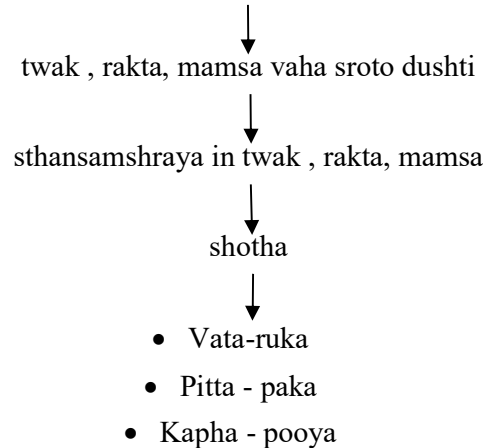 twak , rakta, mamsa vaha sroto dushti
sthansamshraya in twak , rakta, mamsa
shotha
• Vata-ruka
• Pitta - paka
• Kapha - pooya